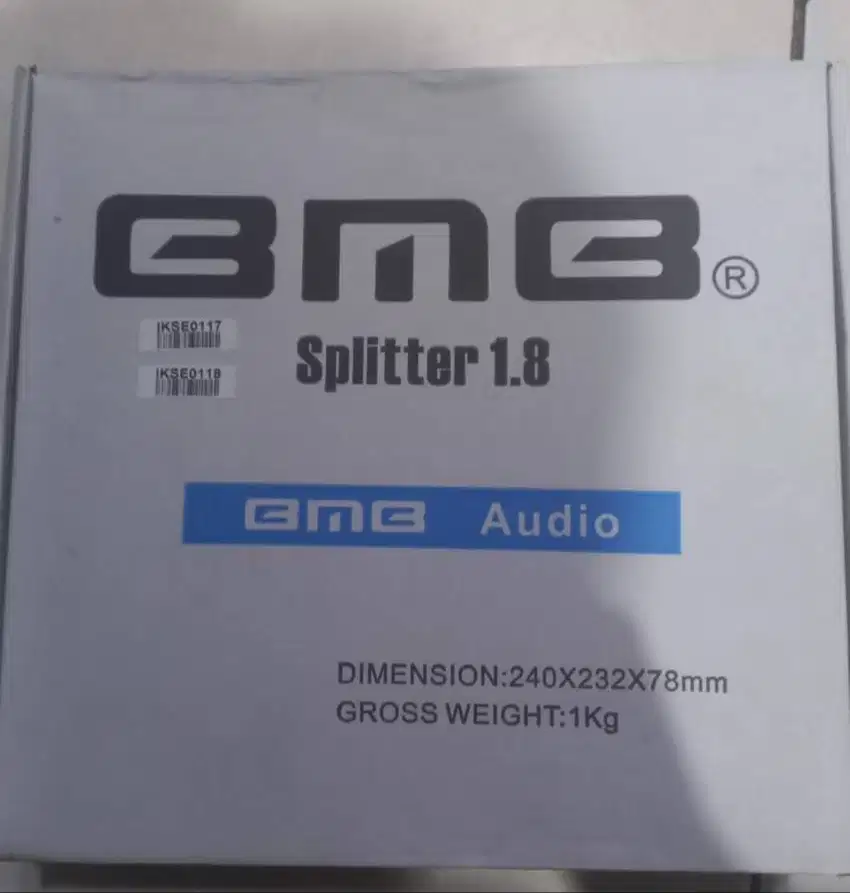 BMB®
IKSE0117
IKSE0118
Splitter 1.8
BMB Audio
DIMENSION:240X232X78mm
GROSS WEIGHT:1Kg